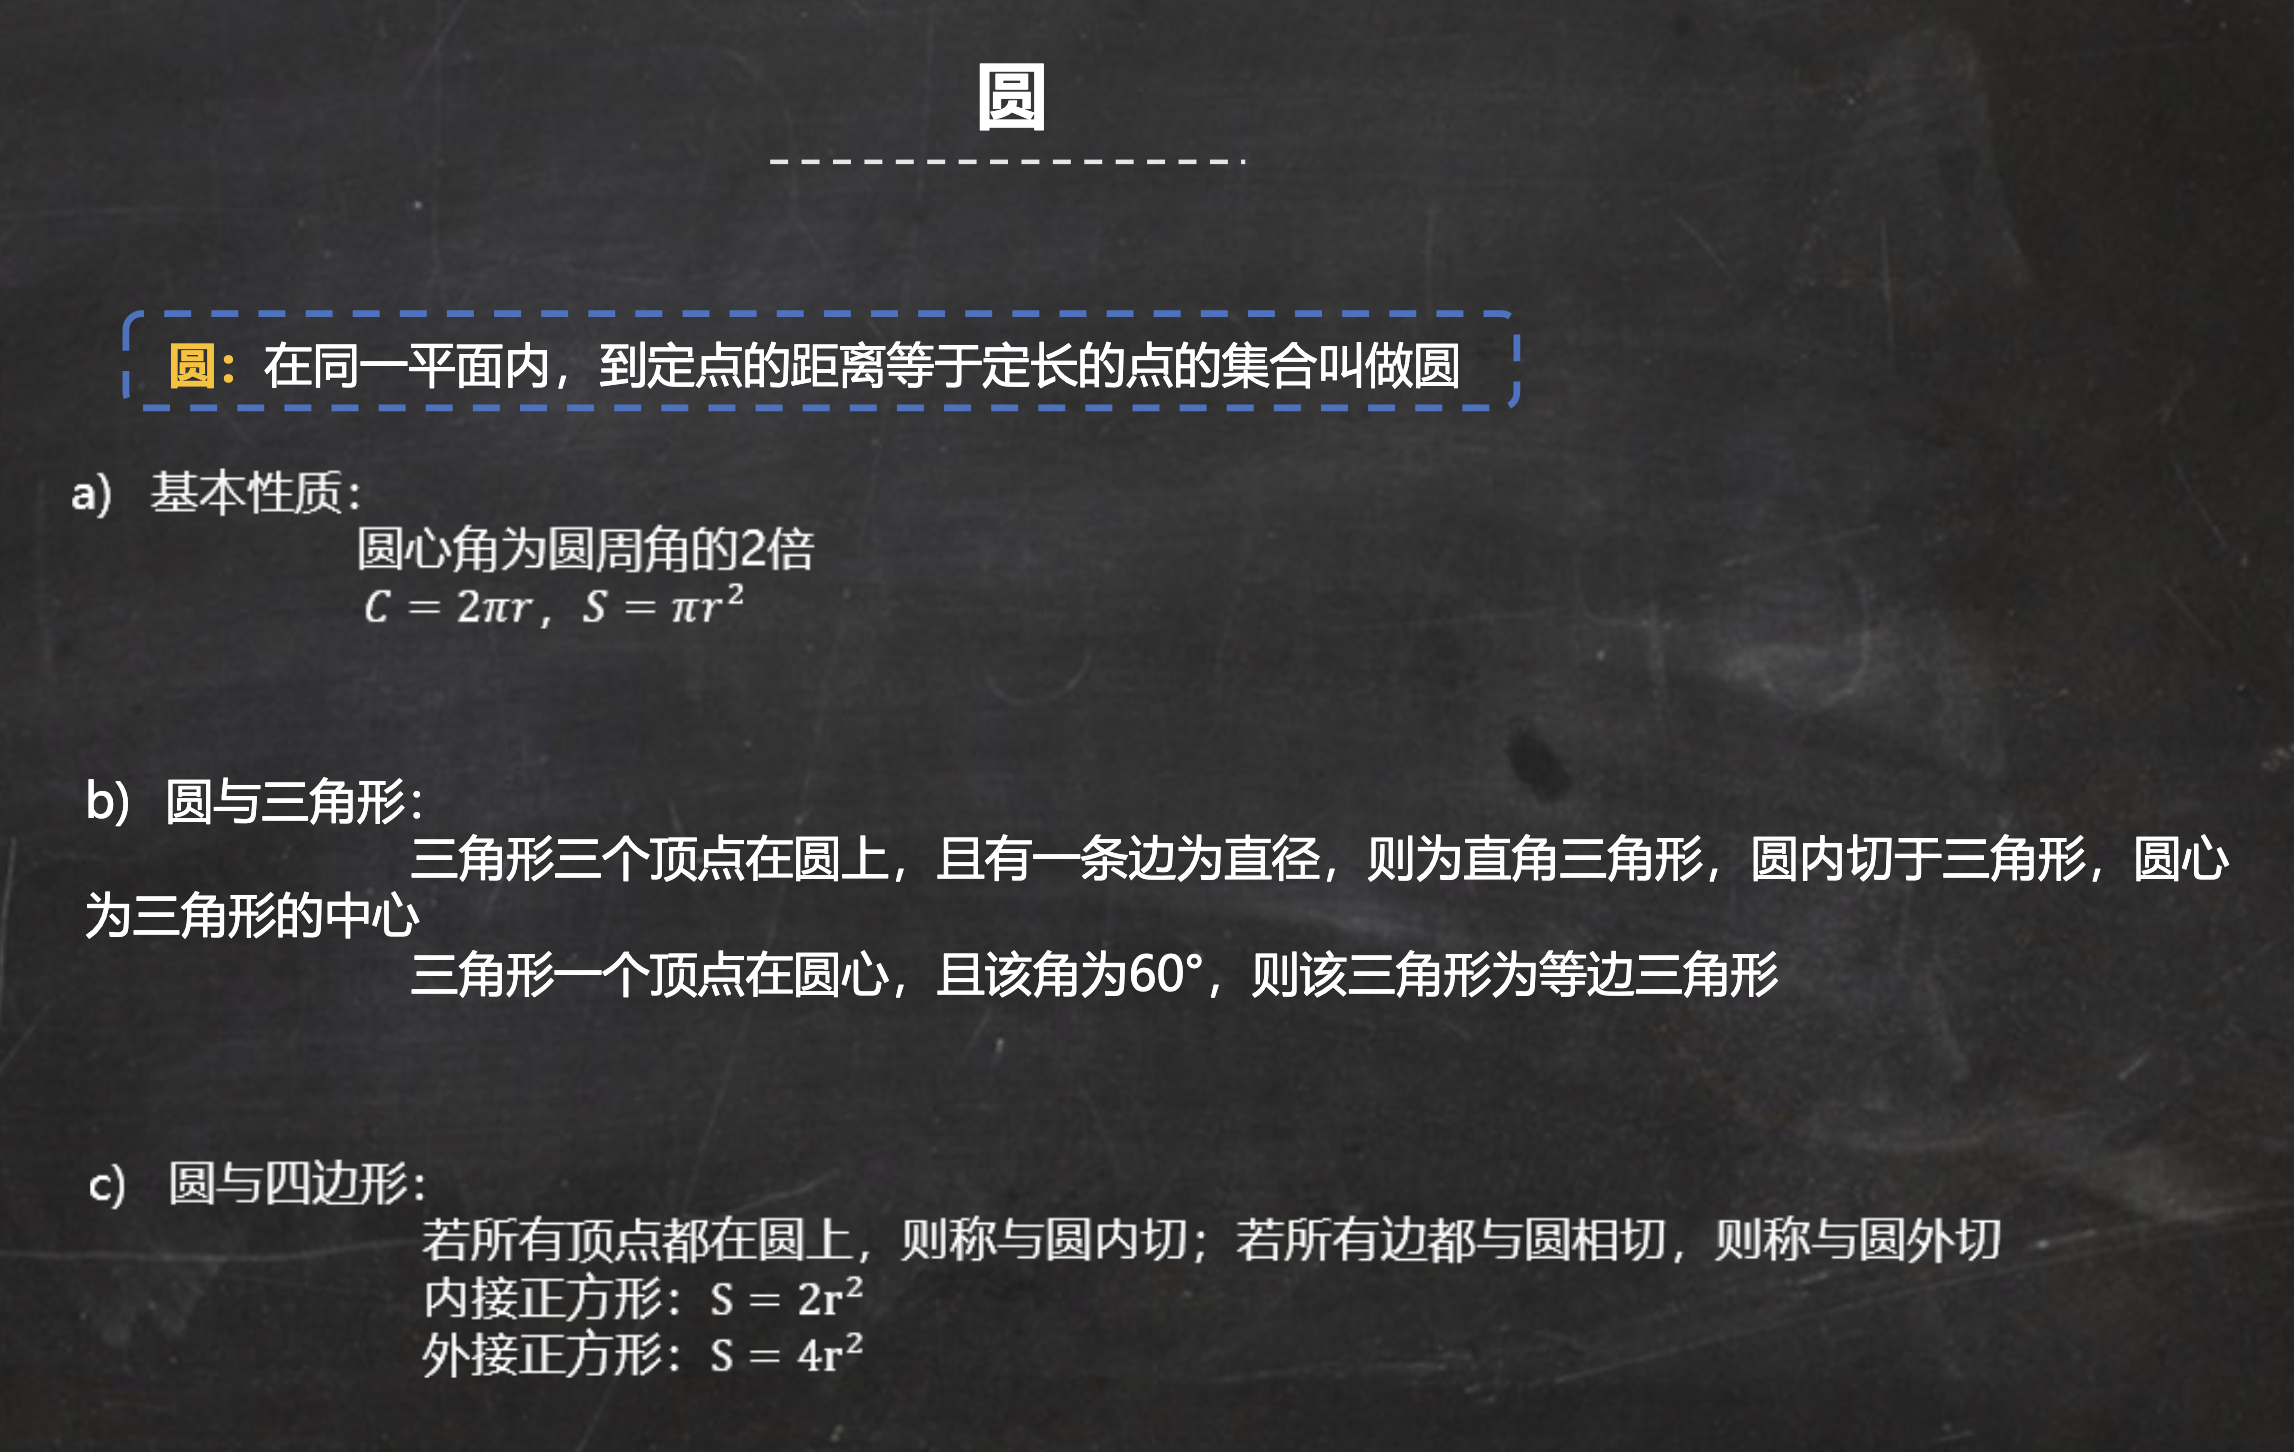 圆
圆：在同一平面内，到定点的距离等于定长的点的集合叫做圆
a) 基本性质：
圆心角为圆周角的2倍
C = 2πr，S = πr²
b) 圆与三角形：
三角形三个顶点在圆上，且有一条边为直径，则为直角三角形，圆内切于三角形，圆心
为三角形的中心
三角形一个顶点在圆心，且该角为60°，则该三角形为等边三角形
c) 圆与四边形：
若所有顶点都在圆上，则称与圆内切；若所有边都与圆相切，则称与圆外切
内接正方形：S = 2r²
外接正方形：S = 4r²